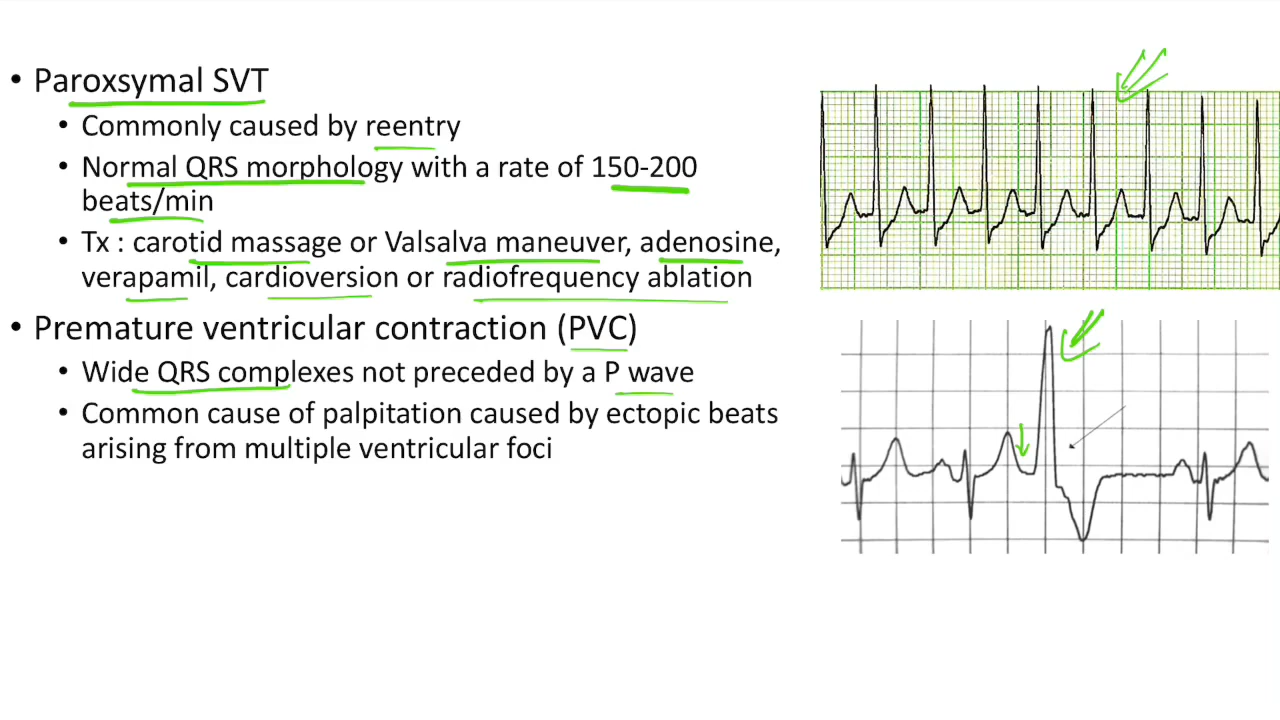 • Paroxsymal SVT
• Commonly caused by reentry
• Normal QRS morphology with a rate of 150-200
beats/min
• Tx : carotid massage or Valsalva maneuver, adenosine,
verapamil, cardioversion or radiofrequency ablation
• Premature ventricular contraction (PVC)
• Wide QRS complexes not preceded by a P wave
• Common cause of palpitation caused by ectopic beats
arising from multiple ventricular foci